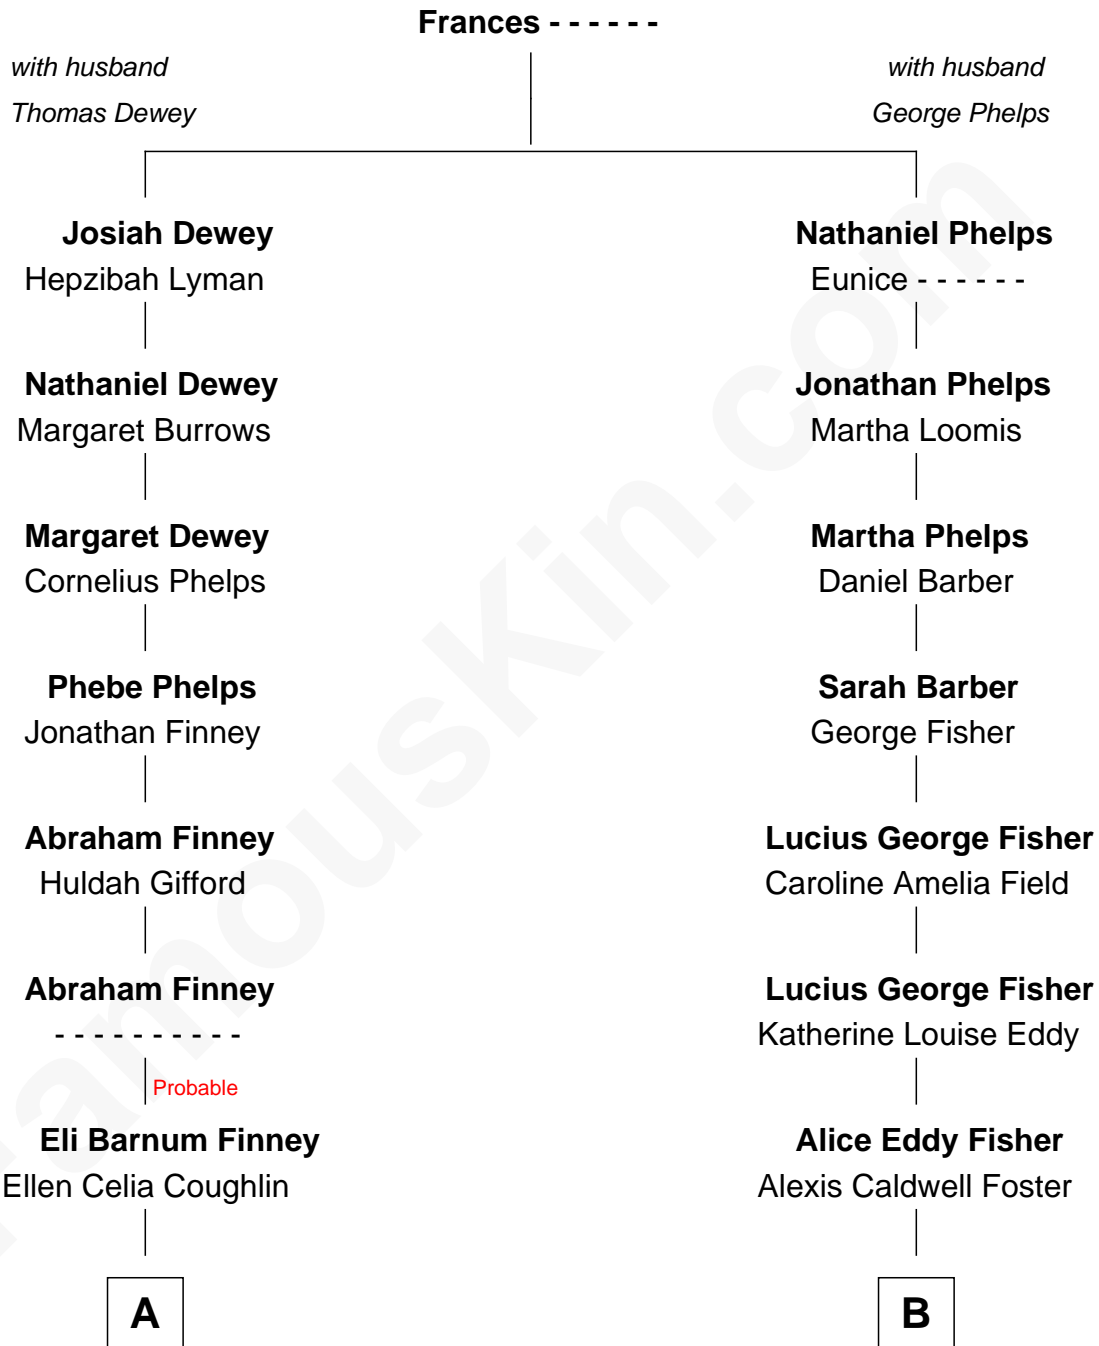 Frances - - - - - -
with husband
Thomas Dewey
with husband
George Phelps
Josiah Dewey
Hepzibah Lyman
Nathaniel Phelps
Eunice - - - - - -
Nathaniel Dewey
Margaret Burrows
Jonathan Phelps
Martha Loomis
Margaret Dewey
Cornelius Phelps
Martha Phelps
Daniel Barber
Phebe Phelps
Jonathan Finney
Sarah Barber
George Fisher
Abraham Finney
Huldah Gifford
Lucius George Fisher
Caroline Amelia Field
Abraham Finney
- - - - - - - - - -
Lucius George Fisher
Katherine Louise Eddy
Probable
Eli Barnum Finney
Ellen Celia Coughlin
Alice Eddy Fisher
Alexis Caldwell Foster
A
B
FamousKin.com